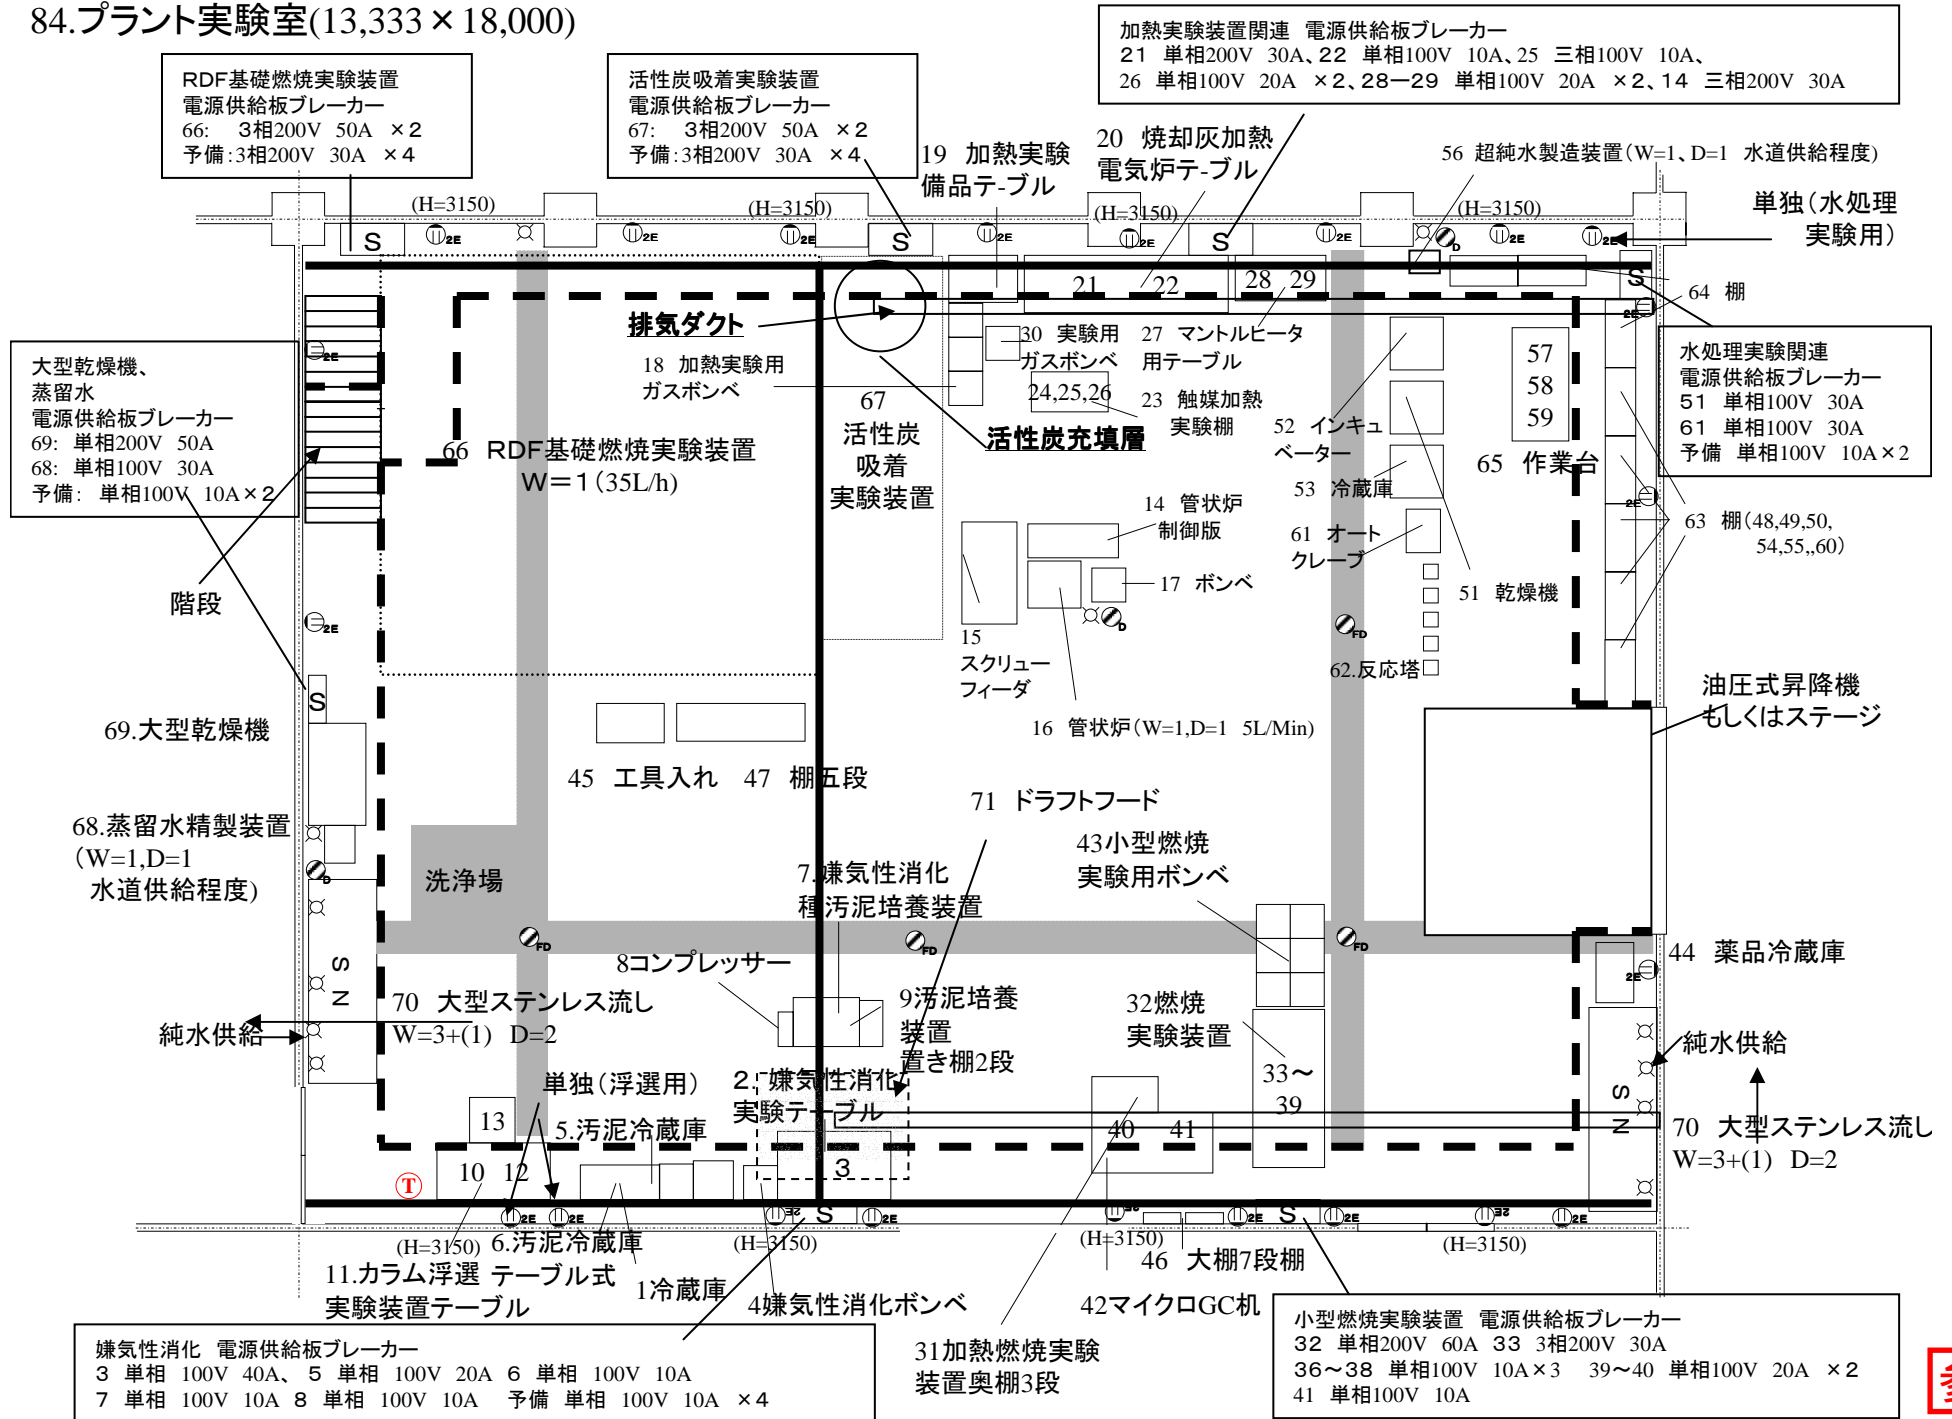 84.プラント実験室(13,333×18,000)
RDF基礎燃焼実験装置
電源供給板ブレーカー
66: 3相200V 50A ×2
予備:3相200V 30A ×4
活性炭吸着実験装置
電源供給板ブレーカー
67: 3相200V 50A ×2
予備:3相200V 30A ×4
加熱実験装置関連 電源供給板ブレーカー
21 単相200V 30A、22 単相100V 10A、25 三相100V 10A、
26 単相100V 20A ×2、28ー29 単相100V 20A ×2、14 三相200V 30A
19 加熱実験
備品テ-ブル
20 焼却灰加熱
電気炉テ-ブル
56 超純水製造装置(W=1、D=1 水道供給程度)
単独(水処理
実験用)
(H=3150)
(H=3150)
(H=3150)
(H=3150)
S
2E
2E
2E
S
2E
2E
S
2E
D
2E
2E
S
21
22
28
29
64 棚
2E
排気ダクト
18 加熱実験用
ガスボンベ
30 実験用
ガスボンベ
27 マントルヒータ
用テーブル
24,25,26
23 触媒加熱
実験棚
活性炭充填層
67
活性炭
吸着
実験装置
66 RDF基礎燃焼実験装置
W=1(35L/h)
52 インキュ
ベーター
53 冷蔵庫
57
58
59
65 作業台
水処理実験関連
電源供給板ブレーカー
51 単相100V 30A
61 単相100V 30A
予備 単相100V 10A×2
大型乾燥機、
蒸留水
電源供給板ブレーカー
69: 単相200V 50A
68: 単相100V 30A
予備: 単相100V 10A×2
2E
階段
2E
14 管状炉
制御版
17 ボンベ
D
15
スクリュー
フィーダ
16 管状炉(W=1,D=1 5L/Min)
61 オート
クレーブ
51 乾燥機
62.反応塔
FD
2E
63 棚(48,49,50,
54,55,,60)
油圧式昇降機
もしくはステージ
S
69.大型乾燥機
45 工具入れ
47 棚五段
68.蒸留水精製装置
(W=1,D=1
水道供給程度)
D
洗浄場
71 ドラフトフード
43小型燃焼
実験用ボンベ
7.嫌気性消化
種汚泥培養装置
FD
FD
FD
8コンプレッサー
9汚泥培養
装置
置き棚2段
32燃焼
実験装置
33～
39
2E
44 薬品冷蔵庫
SN
70 大型ステンレス流し
W=3+(1) D=2
純水供給
単独(浮選用)
2. 嫌気性消化
実験テーブル
5.汚泥冷蔵庫
13
10
12
3
40
41
SN
純水供給
70 大型ステンレス流し
W=3+(1) D=2
T
2E
2E
2E
S
2E
2E
2E
S
2E
2E
2E
(H=3150)
(H=3150)
(H=3150)
(H=3150)
6.汚泥冷蔵庫
11.カラム浮選 テーブル式
実験装置テーブル
1冷蔵庫
4嫌気性消化ボンベ
46 大棚7段棚
42マイクロGC机
31加熱燃焼実験
装置奥棚3段
嫌気性消化 電源供給板ブレーカー
3 単相 100V 40A、 5 単相 100V 20A 6 単相 100V 10A
7 単相 100V 10A 8 単相 100V 10A 予備 単相 100V 10A ×4
小型燃焼実験装置 電源供給板ブレーカー
32 単相200V 60A 33 3相200V 30A
36～38 単相100V 10A×3 39～40 単相100V 20A ×2
41 単相100V 10A